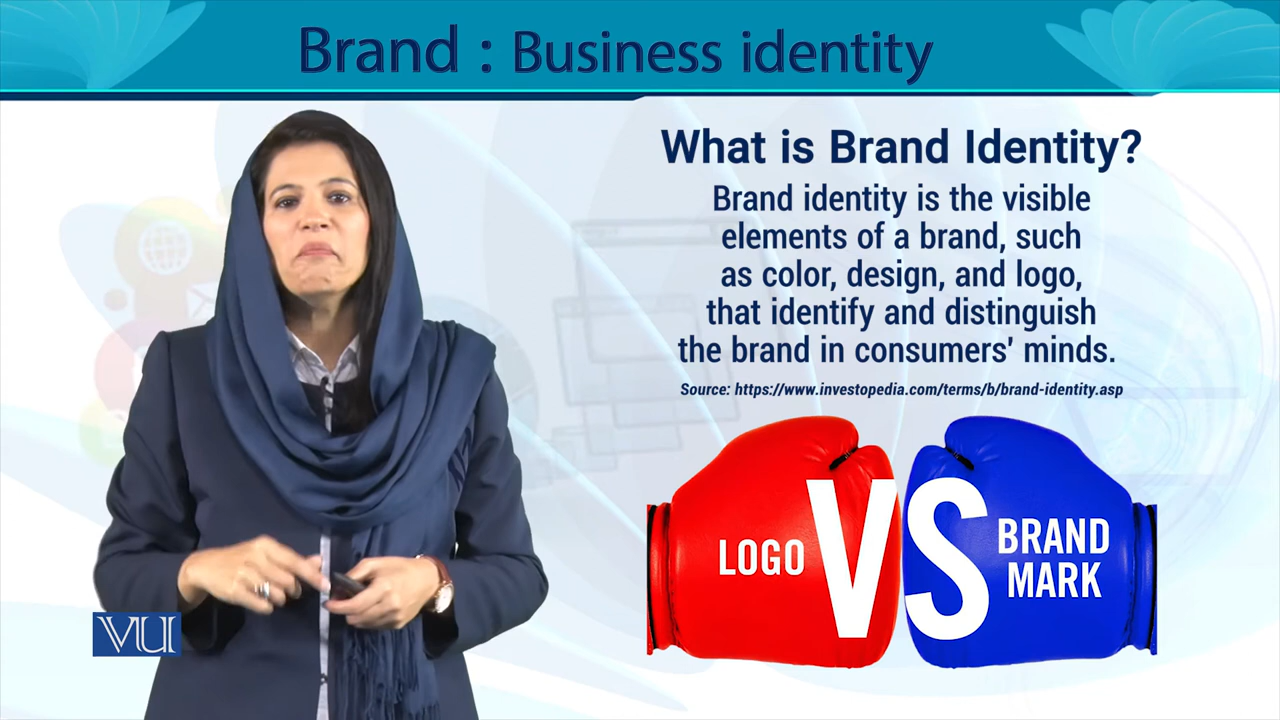 Brand : Business identity
What is Brand Identity?
Brand identity is the visible
elements of a brand, such
as color, design, and logo,
that identify and distinguish
the brand in consumers' minds.
Source: https://www.investopedia.com/terms/b/brand-identity.asp
LOGO
VS
BRAND
MARK
VU